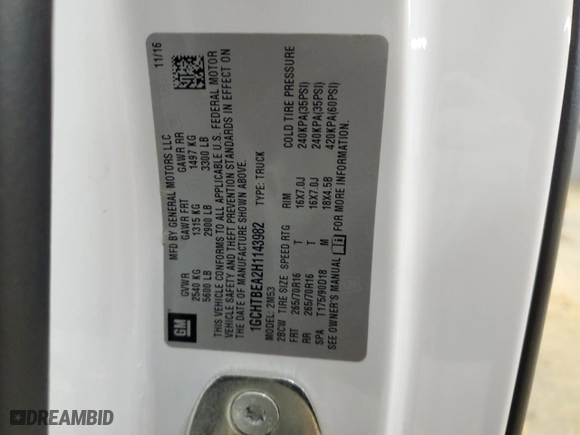 GM
MFD BY GENERAL MOTORS LLC
11/16
GVWR GAWR FRT GAWR RR
2540 KG 1315 KG 1497 KG
5600 LB 2900 LB 3300 LB
THIS VEHICLE CONFORMS TO ALL APPLICABLE U.S. FEDERAL MOTOR
VEHICLE SAFETY AND THEFT PREVENTION STANDARDS IN EFFECT ON
THE DATE OF MANUFACTURE SHOWN ABOVE.
1GCHTBEA2H1143982 TYPE: TRUCK
MODEL: 2M53
2BCW TIRE SIZE SPEED RTG RIM COLD TIRE PRESSURE
FRT 265/70R16 T 16X7.0J 240KPA(35PSI)
RR 265/70R16 T 16X7.0J 240KPA(35PSI)
SPA T175/90D18 M 18X4.5B 420KPA(60PSI)
SEE OWNER'S MANUAL FOR MORE INFORMATION.
DREAMBID